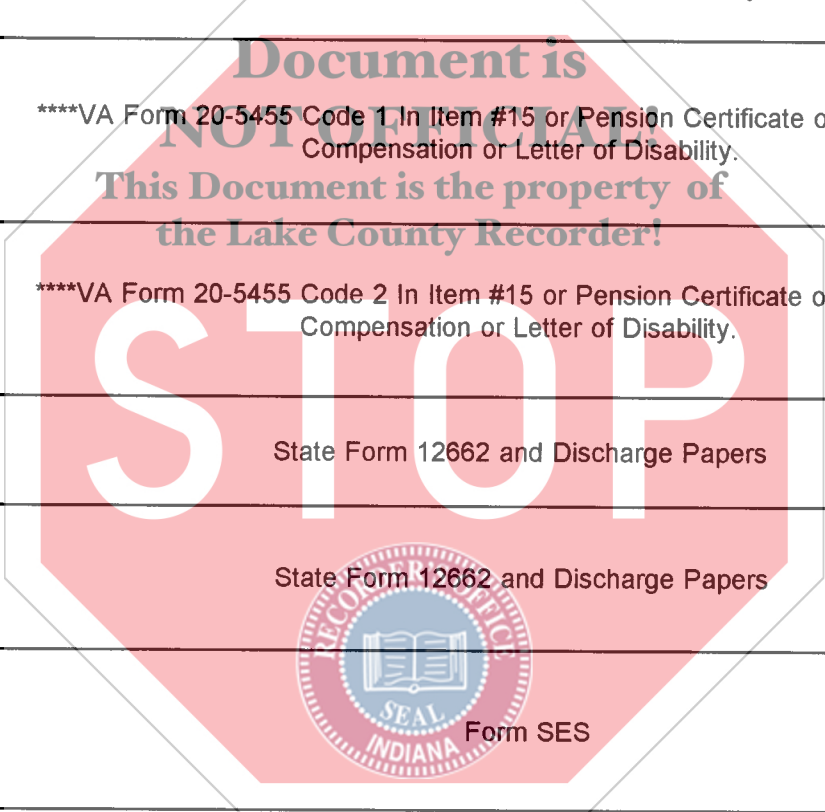 Document is
****VA Form 20-5455 Code 1 In Item #15 or Pension Certificate o
NOT OFFICIAL!
Compensation or Letter of Disability.
This Document is the property of
the Lake County Recorder!
****VA Form 20-5455 Code 2 In Item #15 or Pension Certificate o
Compensation or Letter of Disability.
STOP
State Form 12662 and Discharge Papers
State Form 12662 and Discharge Papers
RECORDER'S OFFICE
SEAL
INDIANA
Form SES